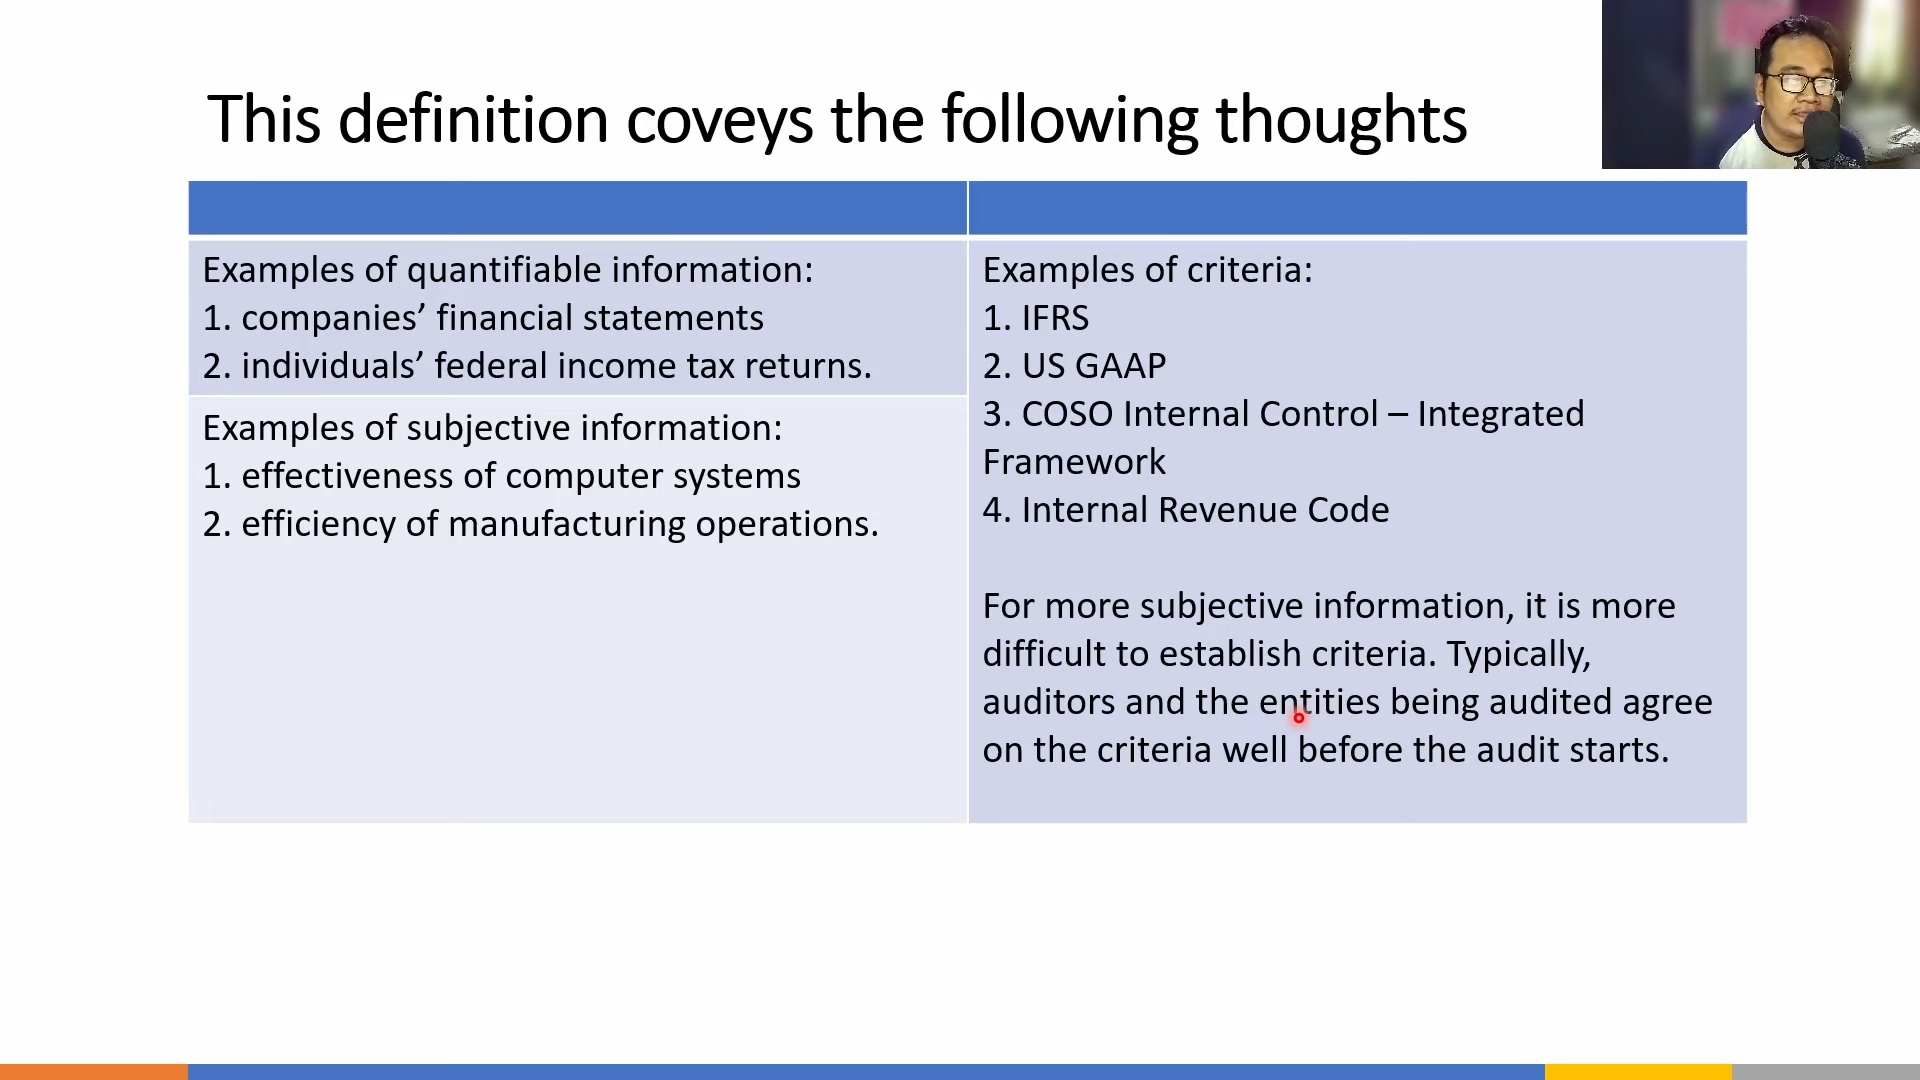 This definition coveys the following thoughts
Examples of quantifiable information:
1. companies’ financial statements
2. individuals’ federal income tax returns.
Examples of subjective information:
1. effectiveness of computer systems
2. efficiency of manufacturing operations.
Examples of criteria:
1. IFRS
2. US GAAP
3. COSO Internal Control – Integrated
Framework
4. Internal Revenue Code
For more subjective information, it is more
difficult to establish criteria. Typically,
auditors and the entities being audited agree
on the criteria well before the audit starts.